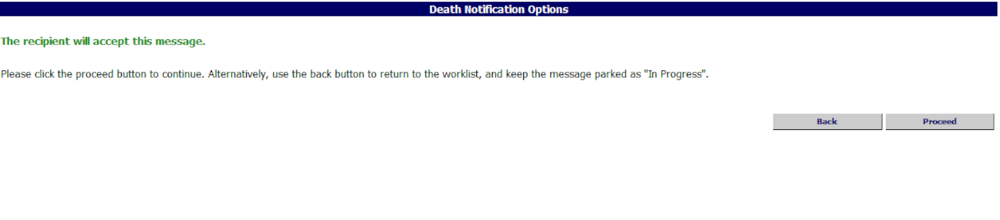 Death Notification Options
The recipient will accept this message.
Please click the proceed button to continue. Alternatively, use the back button to return to the worklist, and keep the message parked as "In Progress".
Back Proceed